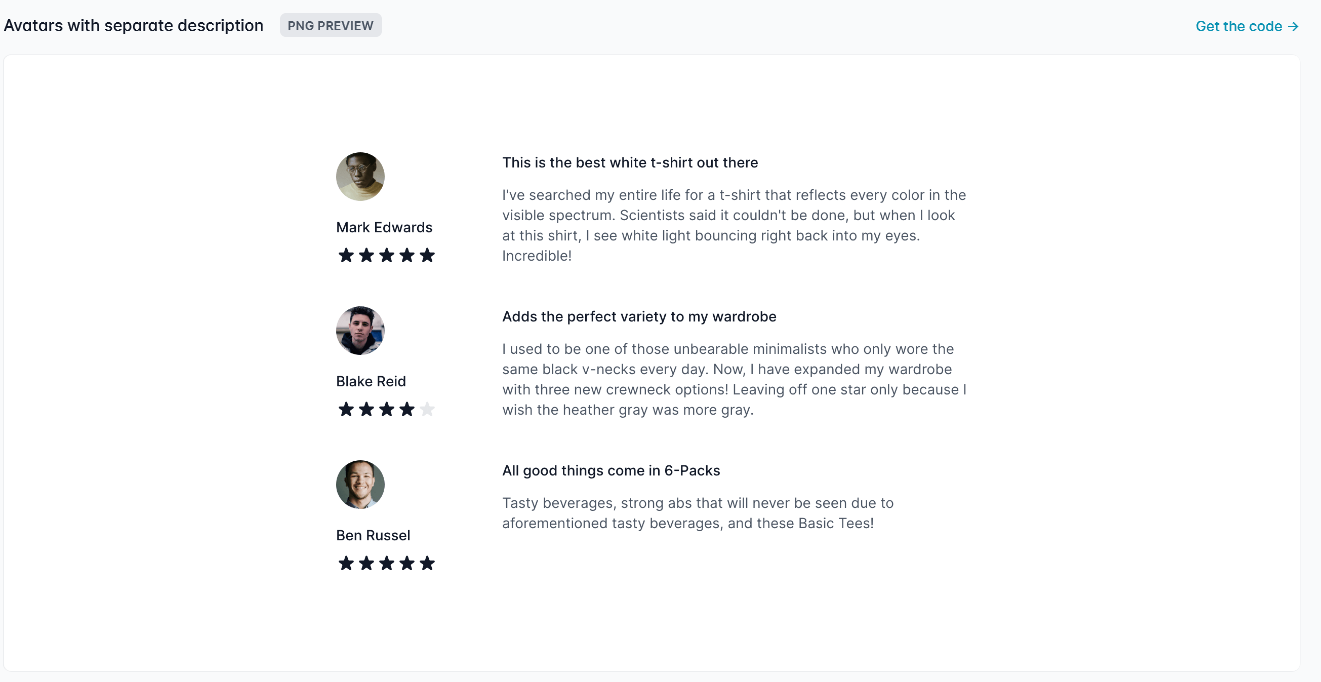 Avatars with separate description
PNG PREVIEW
Get the code →
Mark Edwards
This is the best white t-shirt out there
I've searched my entire life for a t-shirt that reflects every color in the
visible spectrum. Scientists said it couldn't be done, but when I look
at this shirt, I see white light bouncing right back into my eyes.
Incredible!
Blake Reid
Adds the perfect variety to my wardrobe
I used to be one of those unbearable minimalists who only wore the
same black v-necks every day. Now, I have expanded my wardrobe
with three new crewneck options! Leaving off one star only because I
wish the heather gray was more gray.
Ben Russel
All good things come in 6-Packs
Tasty beverages, strong abs that will never be seen due to
aforementioned tasty beverages, and these Basic Tees!